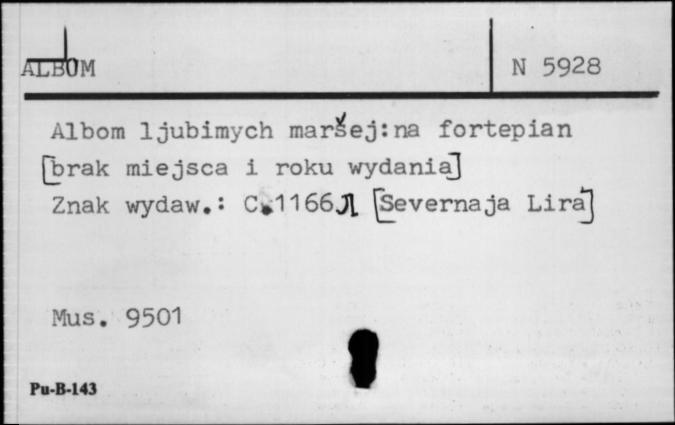 ALBUM N 5928
Albom ljubimych maršej:na fortepian
[brak miejsca i roku wydania]
Znak wydaw.: C.1166Л [Severnaja Lira]
Mus. 9501
Pu-B-143